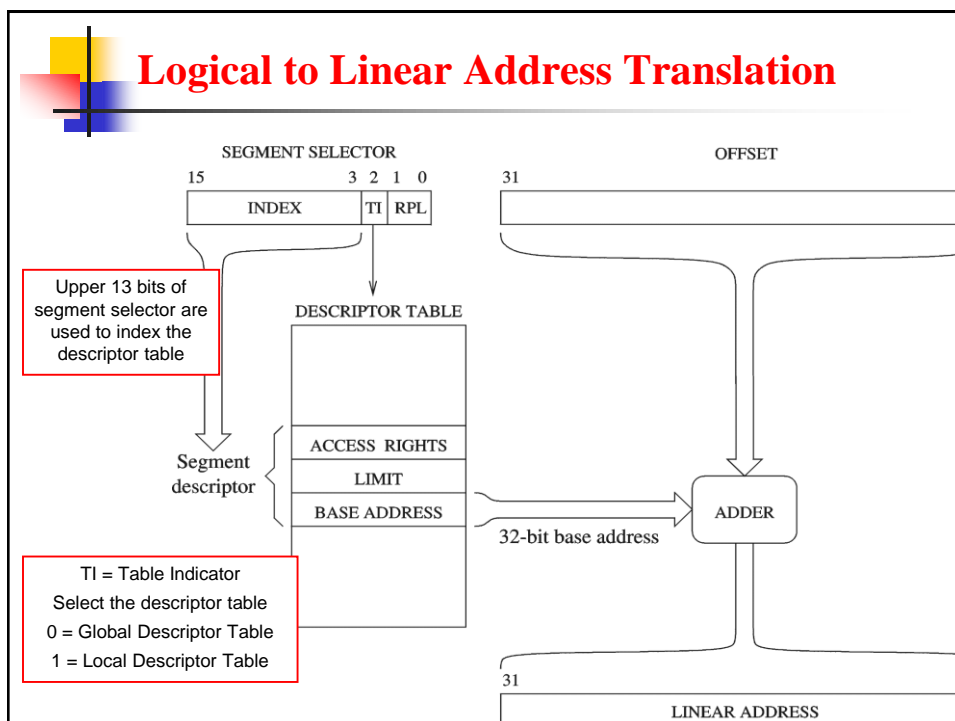 Logical to Linear Address Translation
SEGMENT SELECTOR
15 3 2 1 0
INDEX TI RPL
OFFSET
31
Upper 13 bits of
segment selector are
used to index the
descriptor table
DESCRIPTOR TABLE
ACCESS RIGHTS
LIMIT
BASE ADDRESS
Segment
descriptor
32-bit base address
ADDER
TI = Table Indicator
Select the descriptor table
0 = Global Descriptor Table
1 = Local Descriptor Table
31
LINEAR ADDRESS